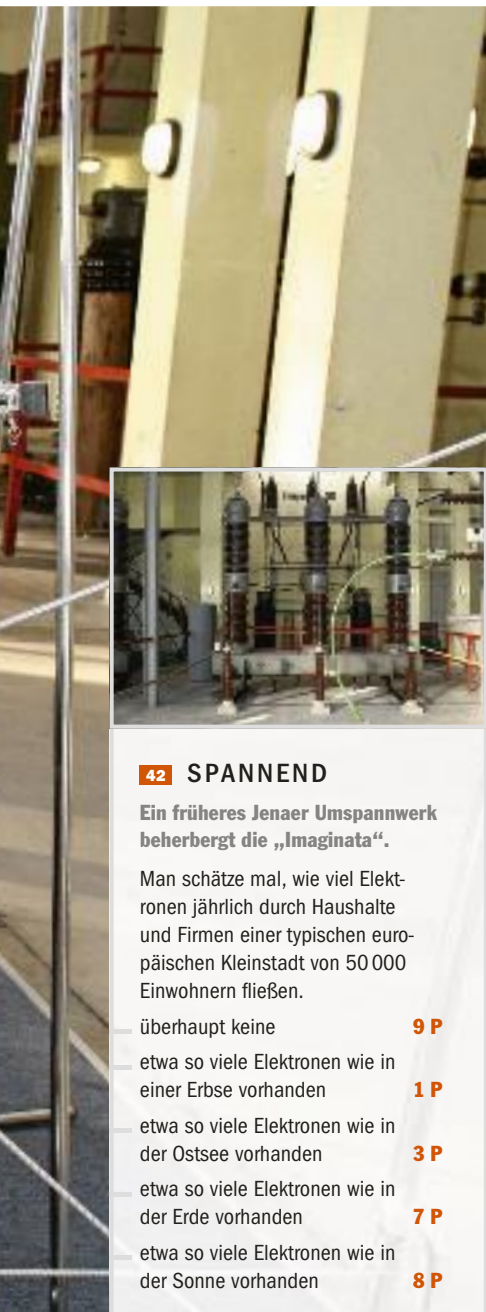 42 SPANNEND
Ein früheres Jenaer Umspannwerk
beherbergt die „Imaginata“.
Man schätze mal, wie viel Elekt-
ronen jährlich durch Haushalte
und Firmen einer typischen euro-
päischen Kleinstadt von 50 000
Einwohnern fließen.
überhaupt keine 9 P
etwa so viele Elektronen wie in
einer Erbse vorhanden 1 P
etwa so viele Elektronen wie in
der Ostsee vorhanden 3 P
etwa so viele Elektronen wie in
der Erde vorhanden 7 P
etwa so viele Elektronen wie in
der Sonne vorhanden 8 P